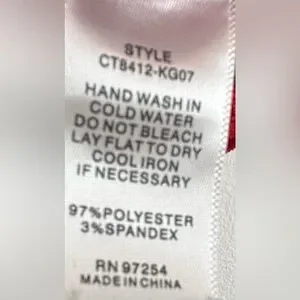 STYLE
CT8412-KG07
HAND WASH IN
COLD WATER
DO NOT BLEACH
LAY FLAT TO DRY
COOL IRON
IF NECESSARY
97%POLYESTER
3%SPANDEX
RN 97254
MADE IN CHINA